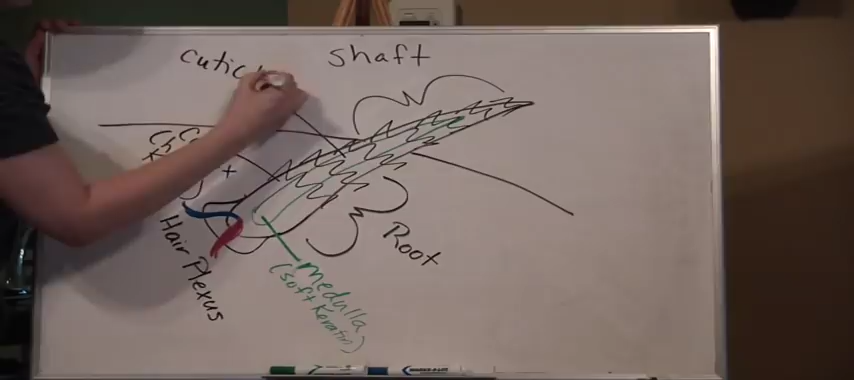 shaft
+
Root
Hair Plexus
medulla
(soft Keratin)